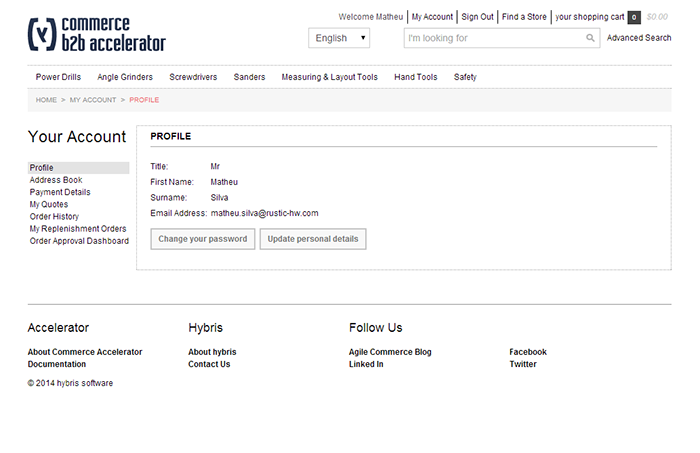 commerce
b2b accelerator
Welcome Matheu My Account Sign Out Find a Store your shopping cart 0 $0.00
English I'm looking for Advanced Search
Power Drills Angle Grinders Screwdrivers Sanders Measuring & Layout Tools Hand Tools Safety
HOME > MY ACCOUNT > PROFILE
Your Account
Profile
Address Book
Payment Details
My Quotes
Order History
My Replenishment Orders
Order Approval Dashboard
PROFILE
Title: Mr
First Name: Matheu
Surname: Silva
Email Address: matheu.silva@rustic-hw.com
Change your password Update personal details
Accelerator
About Commerce Accelerator
Documentation
Hybris
About hybris
Contact Us
Follow Us
Agile Commerce Blog
Linked In
Facebook
Twitter
© 2014 hybris software